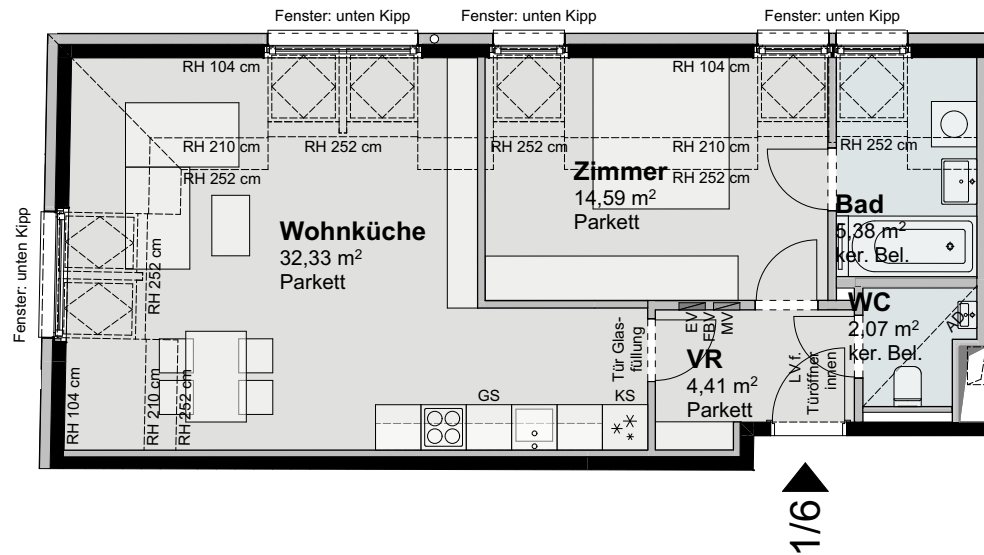 Fenster: unten Kipp
Fenster: unten Kipp
Fenster: unten Kipp
RH 104 cm
RH 104 cm
RH 210 cm
RH 252 cm
RH 252 cm
RH 252 cm
RH 210 cm
RH 252 cm
RH 252 cm
Zimmer
14,59 m²
Parkett
Bad
5,38 m²
ker. Bel.
Wohnküche
32,33 m²
Parkett
Fenster: unten Kipp
RH 252 cm
WC
2,07 m²
ker. Bel.
AD
EV
FBV
MV
Tür Glas-
füllung
VR
4,41 m²
Parkett
LV f.
Türöffner
innen
RH 104 cm
RH 210 cm
RH 252 cm
GS
KS
1/6